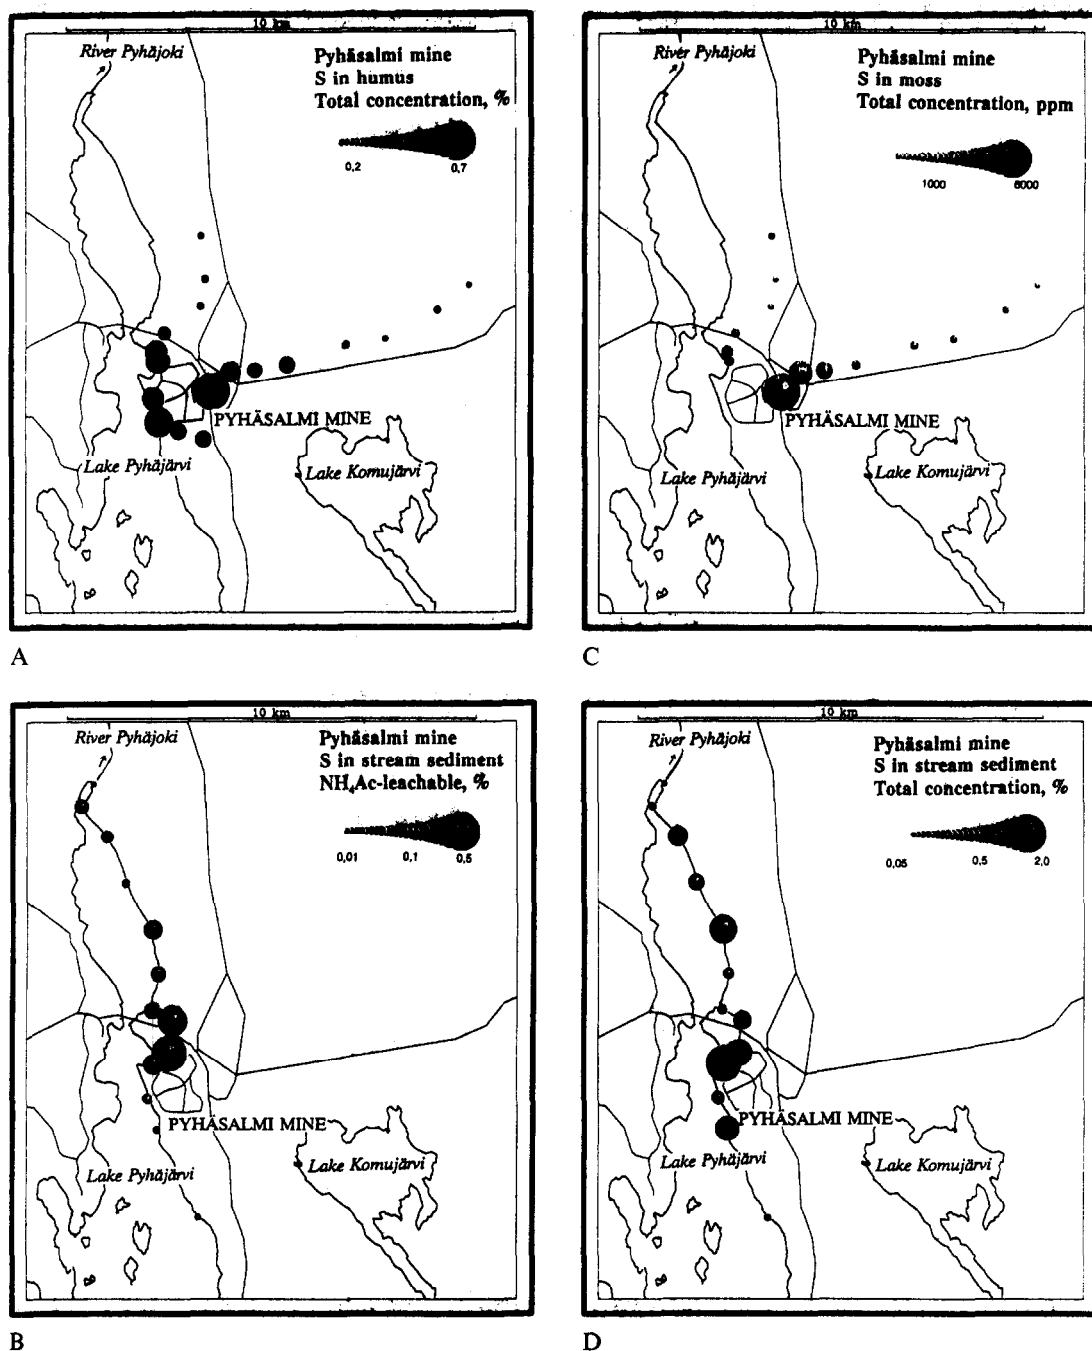 10 km
River Pyhäjoki
Pyhäsalmi mine
S in humus
Total concentration, %
0,2
0,7
PYHÄSALMI MINE
Lake Pyhäjärvi
Lake Komujärvi
A
10 km
River Pyhäjoki
Pyhäsalmi mine
S in moss
Total concentration, ppm
1000
6000
PYHÄSALMI MINE
Lake Pyhäjärvi
Lake Komujärvi
C
10 km
River Pyhäjoki
Pyhäsalmi mine
S in stream sediment
NH₄Ac-leachable, %
0,01
0,1
0,5
PYHÄSALMI MINE
Lake Pyhäjärvi
Lake Komujärvi
B
10 km
River Pyhäjoki
Pyhäsalmi mine
S in stream sediment
Total concentration, %
0,05
0,5
2,0
PYHÄSALMI MINE
Lake Pyhäjärvi
Lake Komujärvi
D